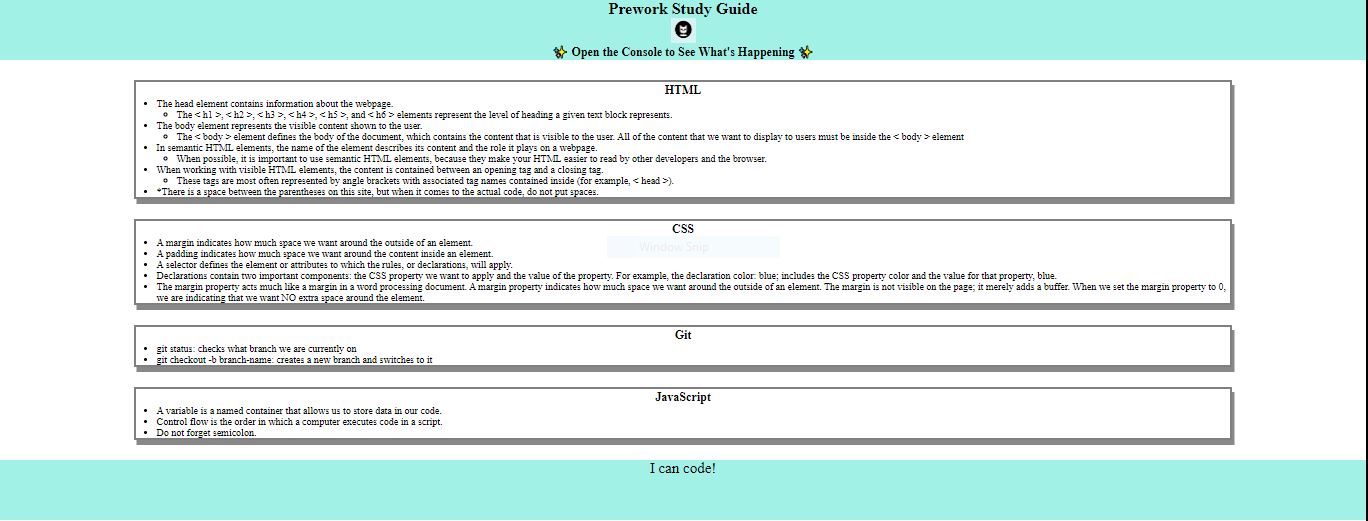 Prework Study Guide
✨ Open the Console to See What's Happening ✨
HTML
• The head element contains information about the webpage.
◦ The < h1 >, < h2 >, < h3 >, < h4 >, < h5 >, and < h6 > elements represent the level of heading a given text block represents.
• The body element represents the visible content shown to the user.
◦ The < body > element defines the body of the document, which contains the content that is visible to the user. All of the content that we want to display to users must be inside the < body > element
• In semantic HTML elements, the name of the element describes its content and the role it plays on a webpage.
◦ When possible, it is important to use semantic HTML elements, because they make your HTML easier to read by other developers and the browser.
• When working with visible HTML elements, the content is contained between an opening tag and a closing tag.
◦ These tags are most often represented by angle brackets with associated tag names contained inside (for example, < head >).
• *There is a space between the parentheses on this site, but when it comes to the actual code, do not put spaces.
CSS
• A margin indicates how much space we want around the outside of an element.
Window Snip
• A padding indicates how much space we want around the content inside an element.
• A selector defines the element or attributes to which the rules, or declarations, will apply.
• Declarations contain two important components: the CSS property we want to apply and the value of the property. For example, the declaration color: blue; includes the CSS property color and the value for that property, blue.
• The margin property acts much like a margin in a word processing document. A margin property indicates how much space we want around the outside of an element. The margin is not visible on the page; it merely adds a buffer. When we set the margin property to 0,
we are indicating that we want NO extra space around the element.
Git
• git status: checks what branch we are currently on
• git checkout -b branch-name: creates a new branch and switches to it
JavaScript
• A variable is a named container that allows us to store data in our code.
• Control flow is the order in which a computer executes code in a script.
• Do not forget semicolon.
I can code!